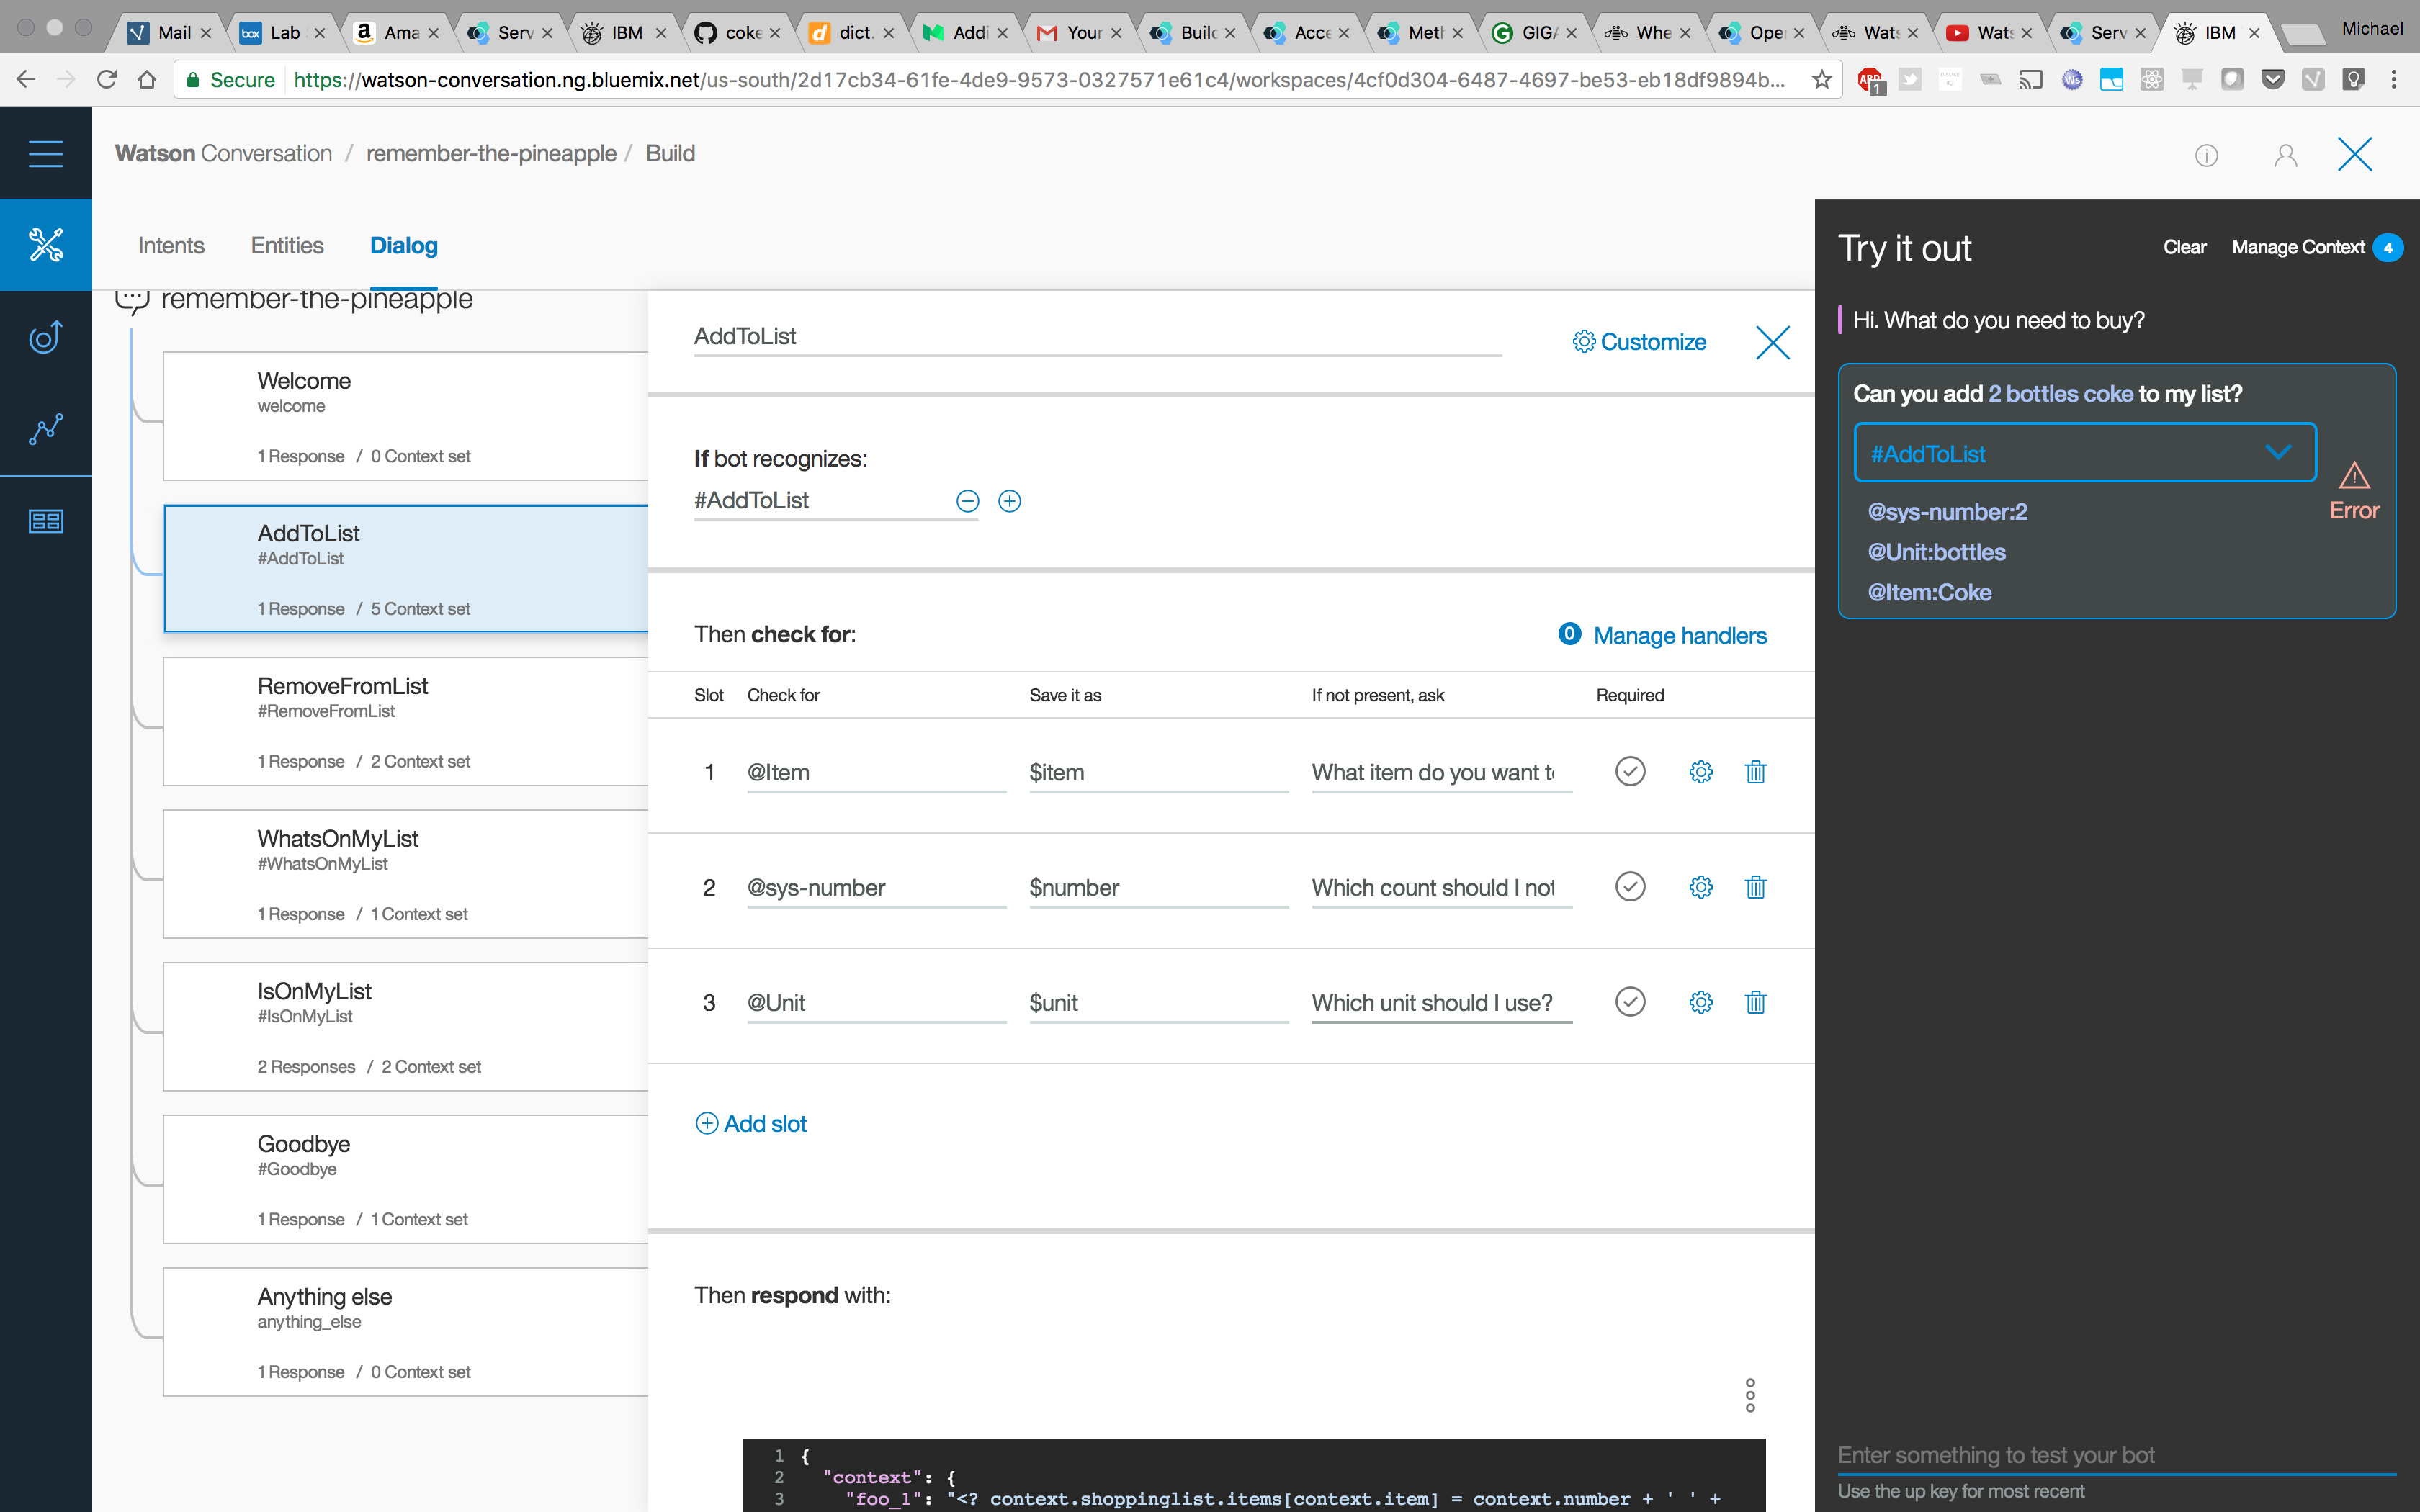 Mail
Lab
Ama
Serv
IBM
coke
dict.
Addi
Your
Build
Acce
Meth
GIGA
Whe
Ope
Wats
Wats
Serv
IBM
Michael
Secure https://watson-conversation.ng.bluemix.net/us-south/2d17cb34-61fe-4de9-9573-0327571e61c4/workspaces/4cf0d304-6487-4697-be53-eb18df9894b...
Watson Conversation / remember-the-pineapple / Build
Intents Entities Dialog
remember-the-pineapple
Welcome
welcome
1 Response / 0 Context set
AddToList
#AddToList
1 Response / 5 Context set
RemoveFromList
#RemoveFromList
1 Response / 2 Context set
WhatsOnMyList
#WhatsOnMyList
1 Response / 1 Context set
IsOnMyList
#IsOnMyList
2 Responses / 2 Context set
Goodbye
#Goodbye
1 Response / 1 Context set
Anything else
anything_else
1 Response / 0 Context set
AddToList
Customize
If bot recognizes:
#AddToList
Then check for:
0 Manage handlers
Slot Check for Save it as If not present, ask Required
1 @Item $item What item do you want to
2 @sys-number $number Which count should I not
3 @Unit $unit Which unit should I use?
Add slot
Then respond with:
1 {
2 "context": {
3 "foo_1": "<? context.shoppinglist.items[context.item] = context.number + ' ' +
Try it out
Clear Manage Context 4
Hi. What do you need to buy?
Can you add 2 bottles coke to my list?
#AddToList
@sys-number:2
@Unit:bottles
@Item:Coke
Error
Enter something to test your bot
Use the up key for most recent